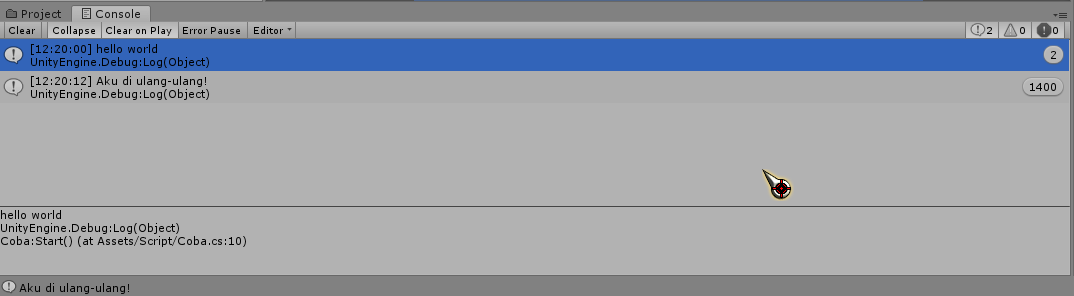 Project Console
Clear Collapse Clear on Play Error Pause Editor 2 0 0
[12:20:00] hello world
UnityEngine.Debug:Log(Object)
2
[12:20:12] Aku di ulang-ulang!
UnityEngine.Debug:Log(Object)
1400
hello world
UnityEngine.Debug:Log(Object)
Coba:Start() (at Assets/Script/Coba.cs:10)
Aku di ulang-ulang!